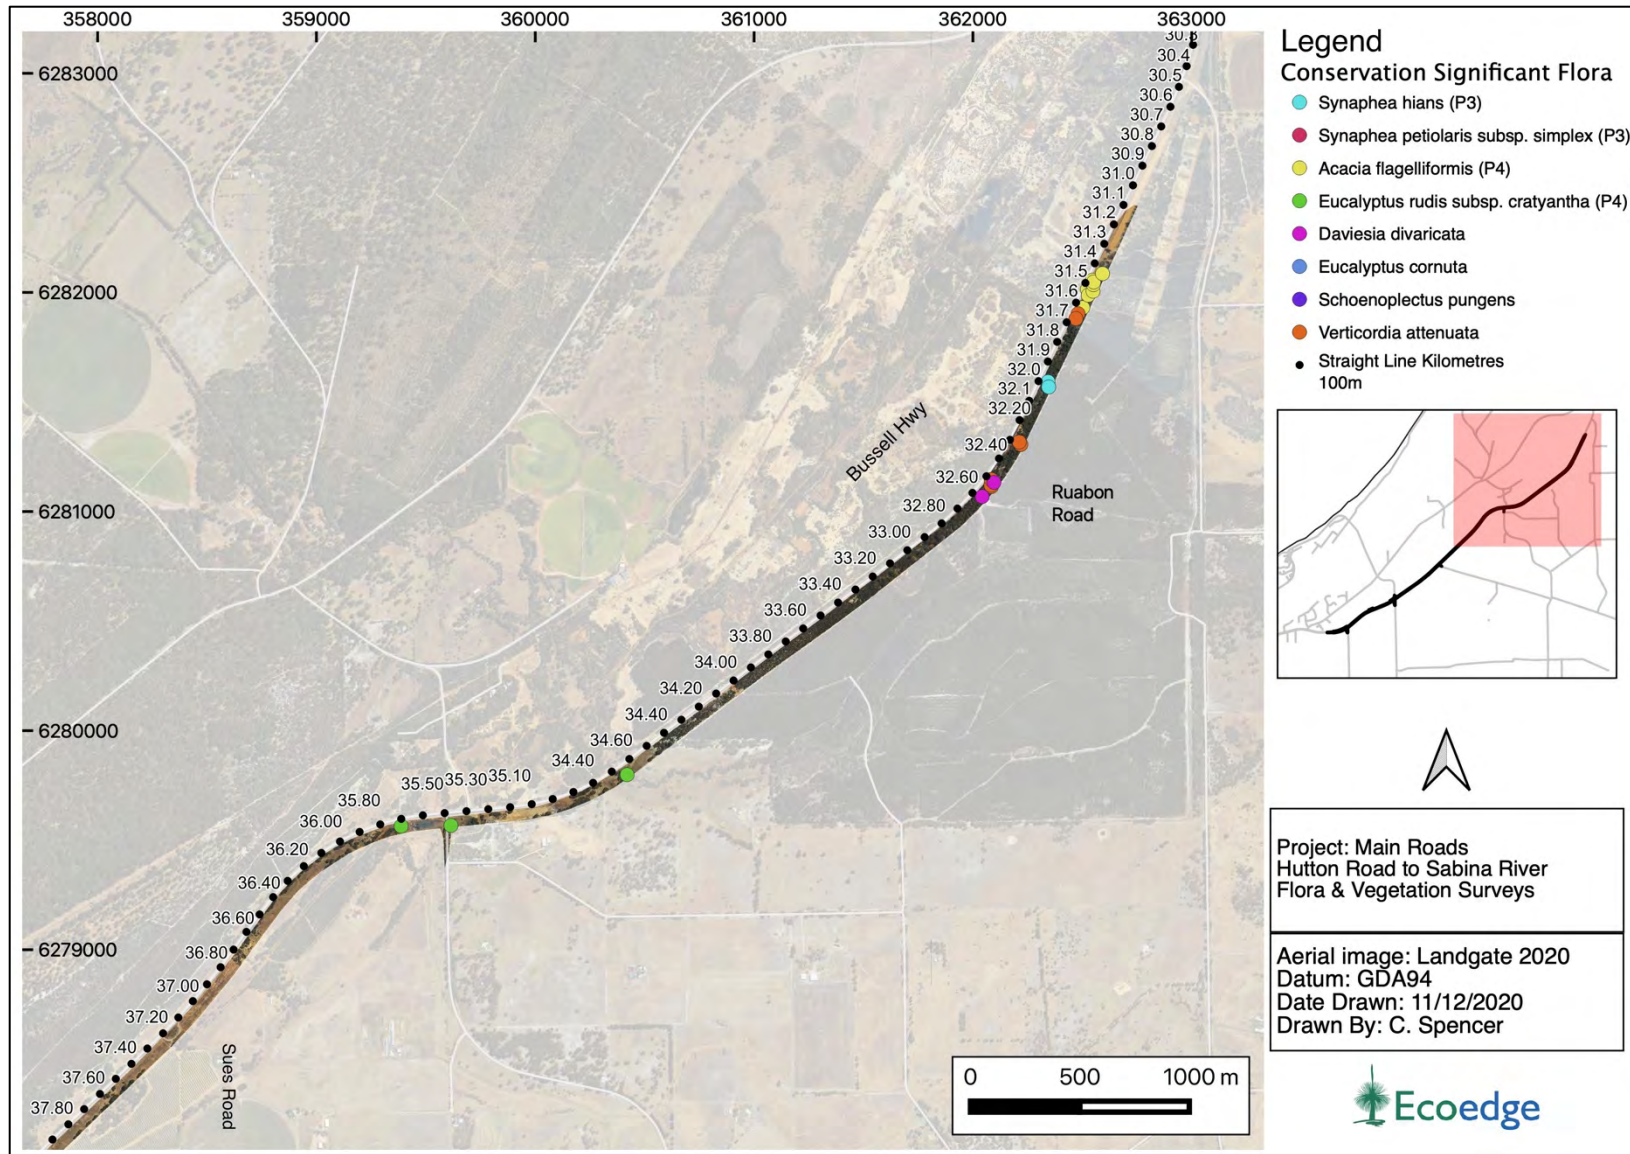 358000
359000
360000
361000
362000
363000
6283000
6282000
6281000
6280000
6279000
30.3
30.4
30.5
30.6
30.7
30.8
30.9
31.0
31.1
31.2
31.3
31.4
31.5
31.6
31.7
31.8
31.9
32.0
32.1
32.20
32.40
32.60
32.80
33.00
33.20
33.40
33.60
33.80
34.00
34.20
34.40
34.60
34.40
35.10
35.30
35.50
35.80
36.00
36.20
36.40
36.60
36.80
37.00
37.20
37.40
37.60
37.80
Bussell Hwy
Ruabon
Road
Sues Road
0 500 1000 m
Legend
Conservation Significant Flora
Synaphea hians (P3)
Synaphea petiolaris subsp. simplex (P3)
Acacia flagelliformis (P4)
Eucalyptus rudis subsp. cratyantha (P4)
Daviesia divaricata
Eucalyptus cornuta
Schoenoplectus pungens
Verticordia attenuata
Straight Line Kilometres
100m
Project: Main Roads
Hutton Road to Sabina River
Flora & Vegetation Surveys
Aerial image: Landgate 2020
Datum: GDA94
Date Drawn: 11/12/2020
Drawn By: C. Spencer
Ecoedge